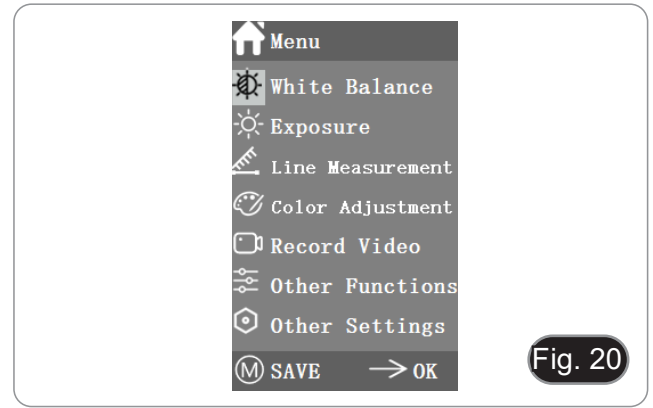 Menu
White Balance
Exposure
Line Measurement
Color Adjustment
Record Video
Other Functions
Other Settings
M SAVE → OK
Fig. 20